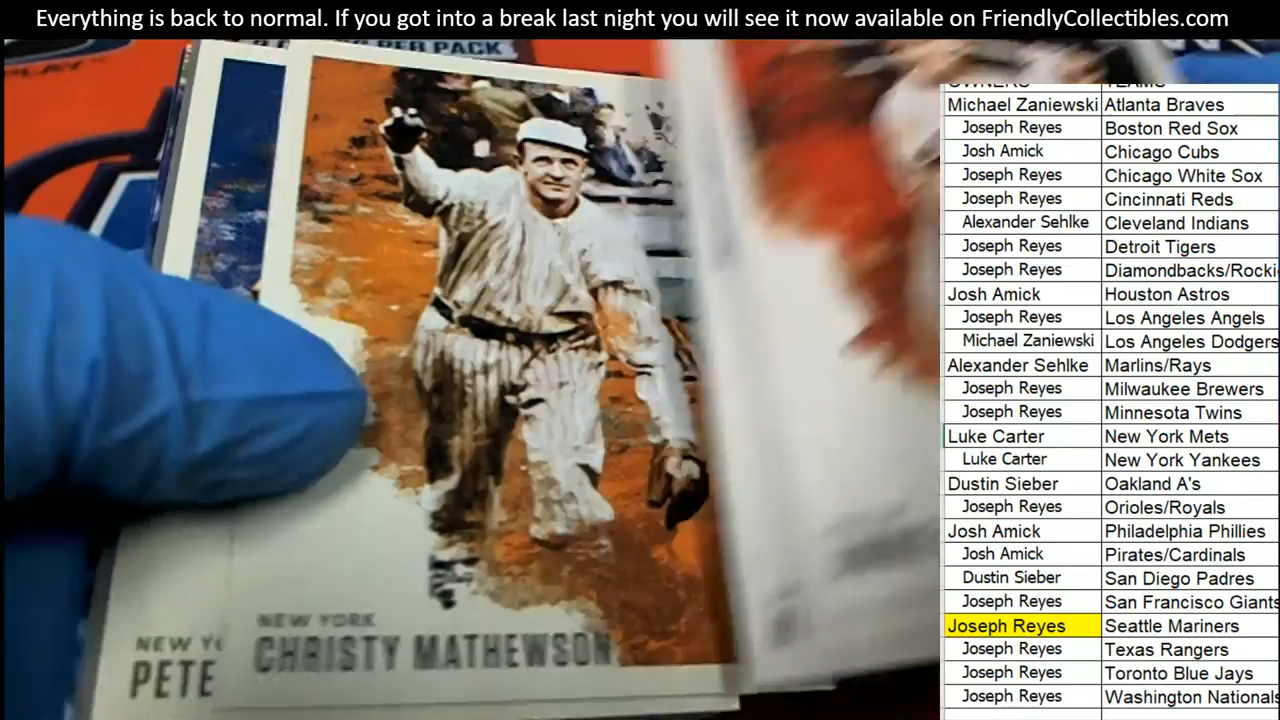 Everything is back to normal. If you got into a break last night you will see it now available on FriendlyCollectibles.com
PER PACK
NEW YORK
CHRISTY MATHEWSON
NEW YO
PETE
OWNERS TEAMS
Michael Zaniewski Atlanta Braves
Joseph Reyes Boston Red Sox
Josh Amick Chicago Cubs
Joseph Reyes Chicago White Sox
Joseph Reyes Cincinnati Reds
Alexander Sehlke Cleveland Indians
Joseph Reyes Detroit Tigers
Joseph Reyes Diamondbacks/Rocki
Josh Amick Houston Astros
Joseph Reyes Los Angeles Angels
Michael Zaniewski Los Angeles Dodgers
Alexander Sehlke Marlins/Rays
Joseph Reyes Milwaukee Brewers
Joseph Reyes Minnesota Twins
Luke Carter New York Mets
Luke Carter New York Yankees
Dustin Sieber Oakland A's
Joseph Reyes Orioles/Royals
Josh Amick Philadelphia Phillies
Josh Amick Pirates/Cardinals
Dustin Sieber San Diego Padres
Joseph Reyes San Francisco Giants
Joseph Reyes Seattle Mariners
Joseph Reyes Texas Rangers
Joseph Reyes Toronto Blue Jays
Joseph Reyes Washington Nationals